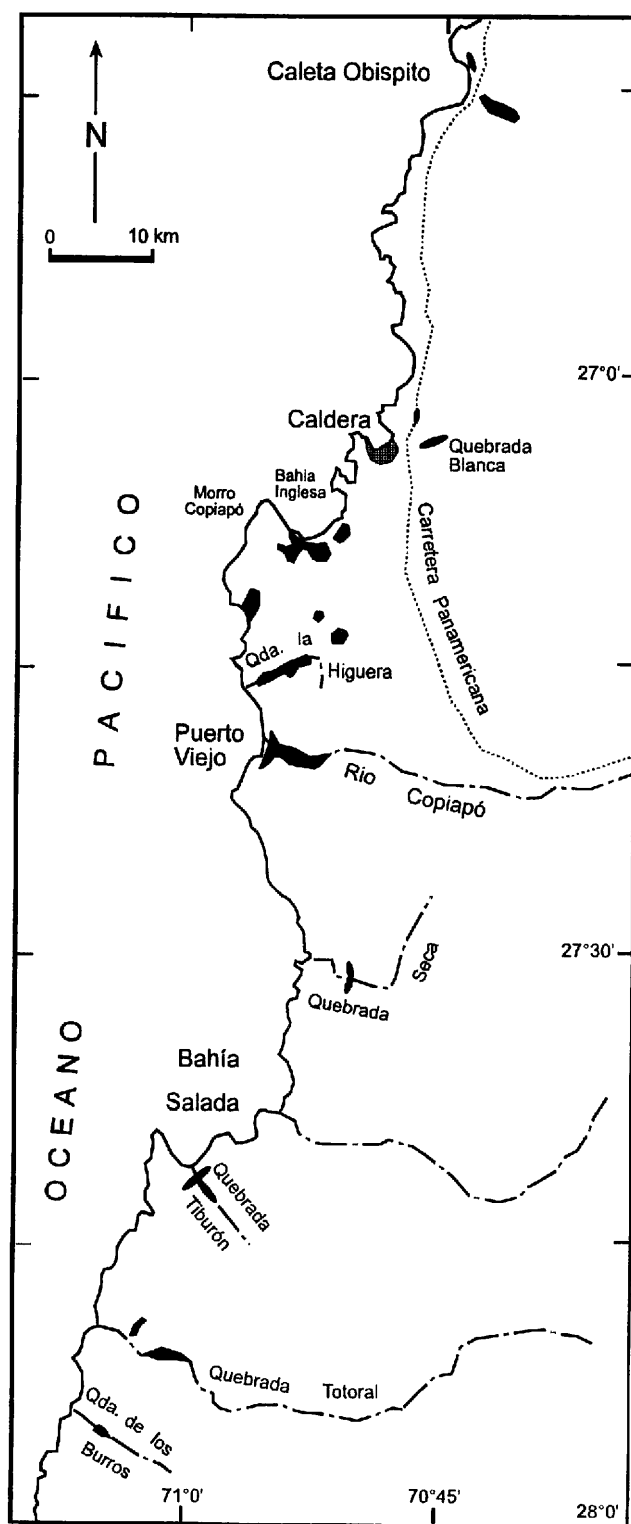 Caleta Obispito
N
0 10 km
27°0'
Caldera
Quebrada
Blanca
Bahia
Inglesa
Morro
Copiapó
Carretera Panamericana
PACIFICO
Qda. la
Higuera
Puerto
Viejo
Rio Copiapó
27°30'
Quebrada Seca
Bahía
Salada
OCEANO
Quebrada
Tiburón
Quebrada Totoral
Qda. de los
Burros
71°0' 70°45' 28°0'